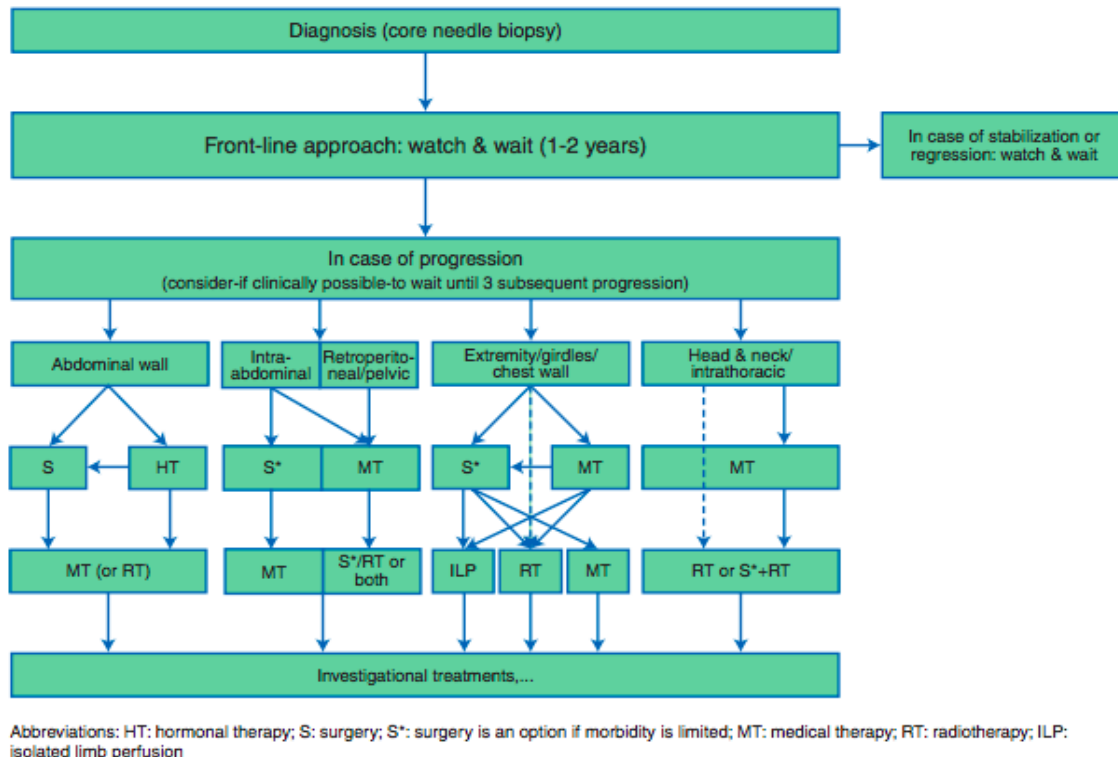 Diagnosis (core needle biopsy)
Front-line approach: watch & wait (1-2 years)
In case of stabilization or
regression: watch & wait
In case of progression
(consider-if clinically possible-to wait until 3 subsequent progression)
Abdominal wall
Intra-
abdominal
Retroperito-
neal/pelvic
Extremity/girdles/
chest wall
Head & neck/
intrathoracic
S
HT
S*
MT
S*
MT
MT
MT (or RT)
MT
S*/RT or
both
ILP
RT
MT
RT or S*+RT
Investigational treatments,...
Abbreviations: HT: hormonal therapy; S: surgery; S*: surgery is an option if morbidity is limited; MT: medical therapy; RT: radiotherapy; ILP:
isolated limb perfusion